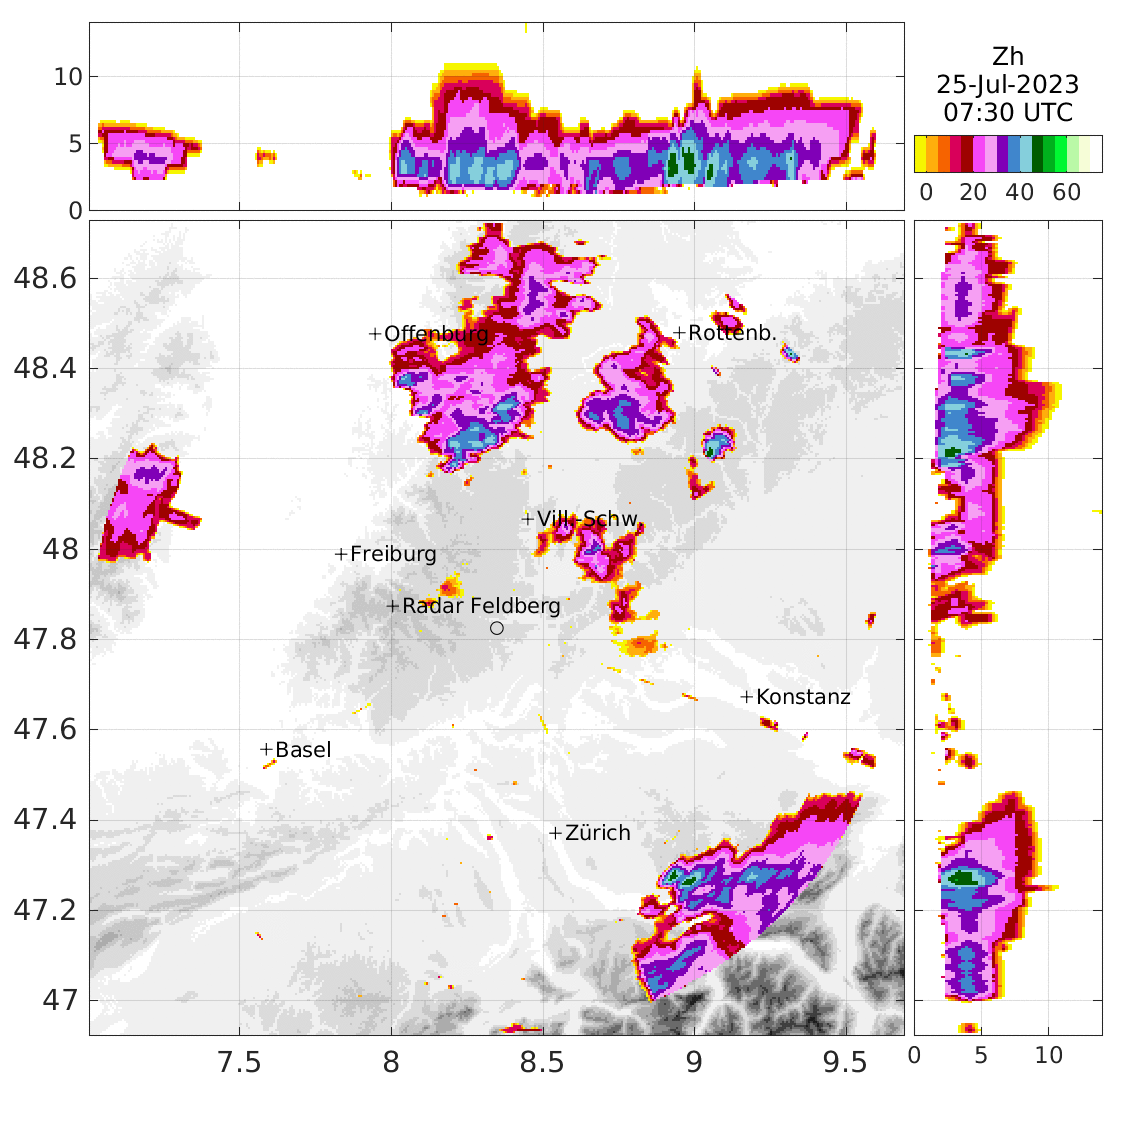 Zh
25-Jul-2023
07:30 UTC
0 20 40 60
10
5
0
48.6
48.4
48.2
48
47.8
47.6
47.4
47.2
47
+Offenburg
+Rottenb.
+Vill.-Schw.
+Freiburg
+Radar Feldberg
+Konstanz
+Basel
+Zürich
7.5 8 8.5 9 9.5
0 5 10